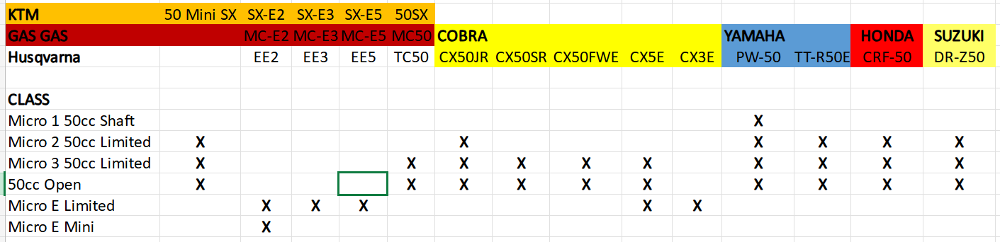 KTM 50 Mini SX SX-E2 SX-E3 SX-E5 50SX
GAS GAS MC-E2 MC-E3 MC-E5 MC50 COBRA YAMAHA HONDA SUZUKI
Husqvarna EE2 EE3 EE5 TC50 CX50JR CX50SR CX50FWE CX5E CX3E PW-50 TT-R50E CRF-50 DR-Z50
CLASS
Micro 1 50cc Shaft X
Micro 2 50cc Limited X X X X X X
Micro 3 50cc Limited X X X X X X X X X X
50cc Open X X X X X X X X X X
Micro E Limited X X X X X
Micro E Mini X